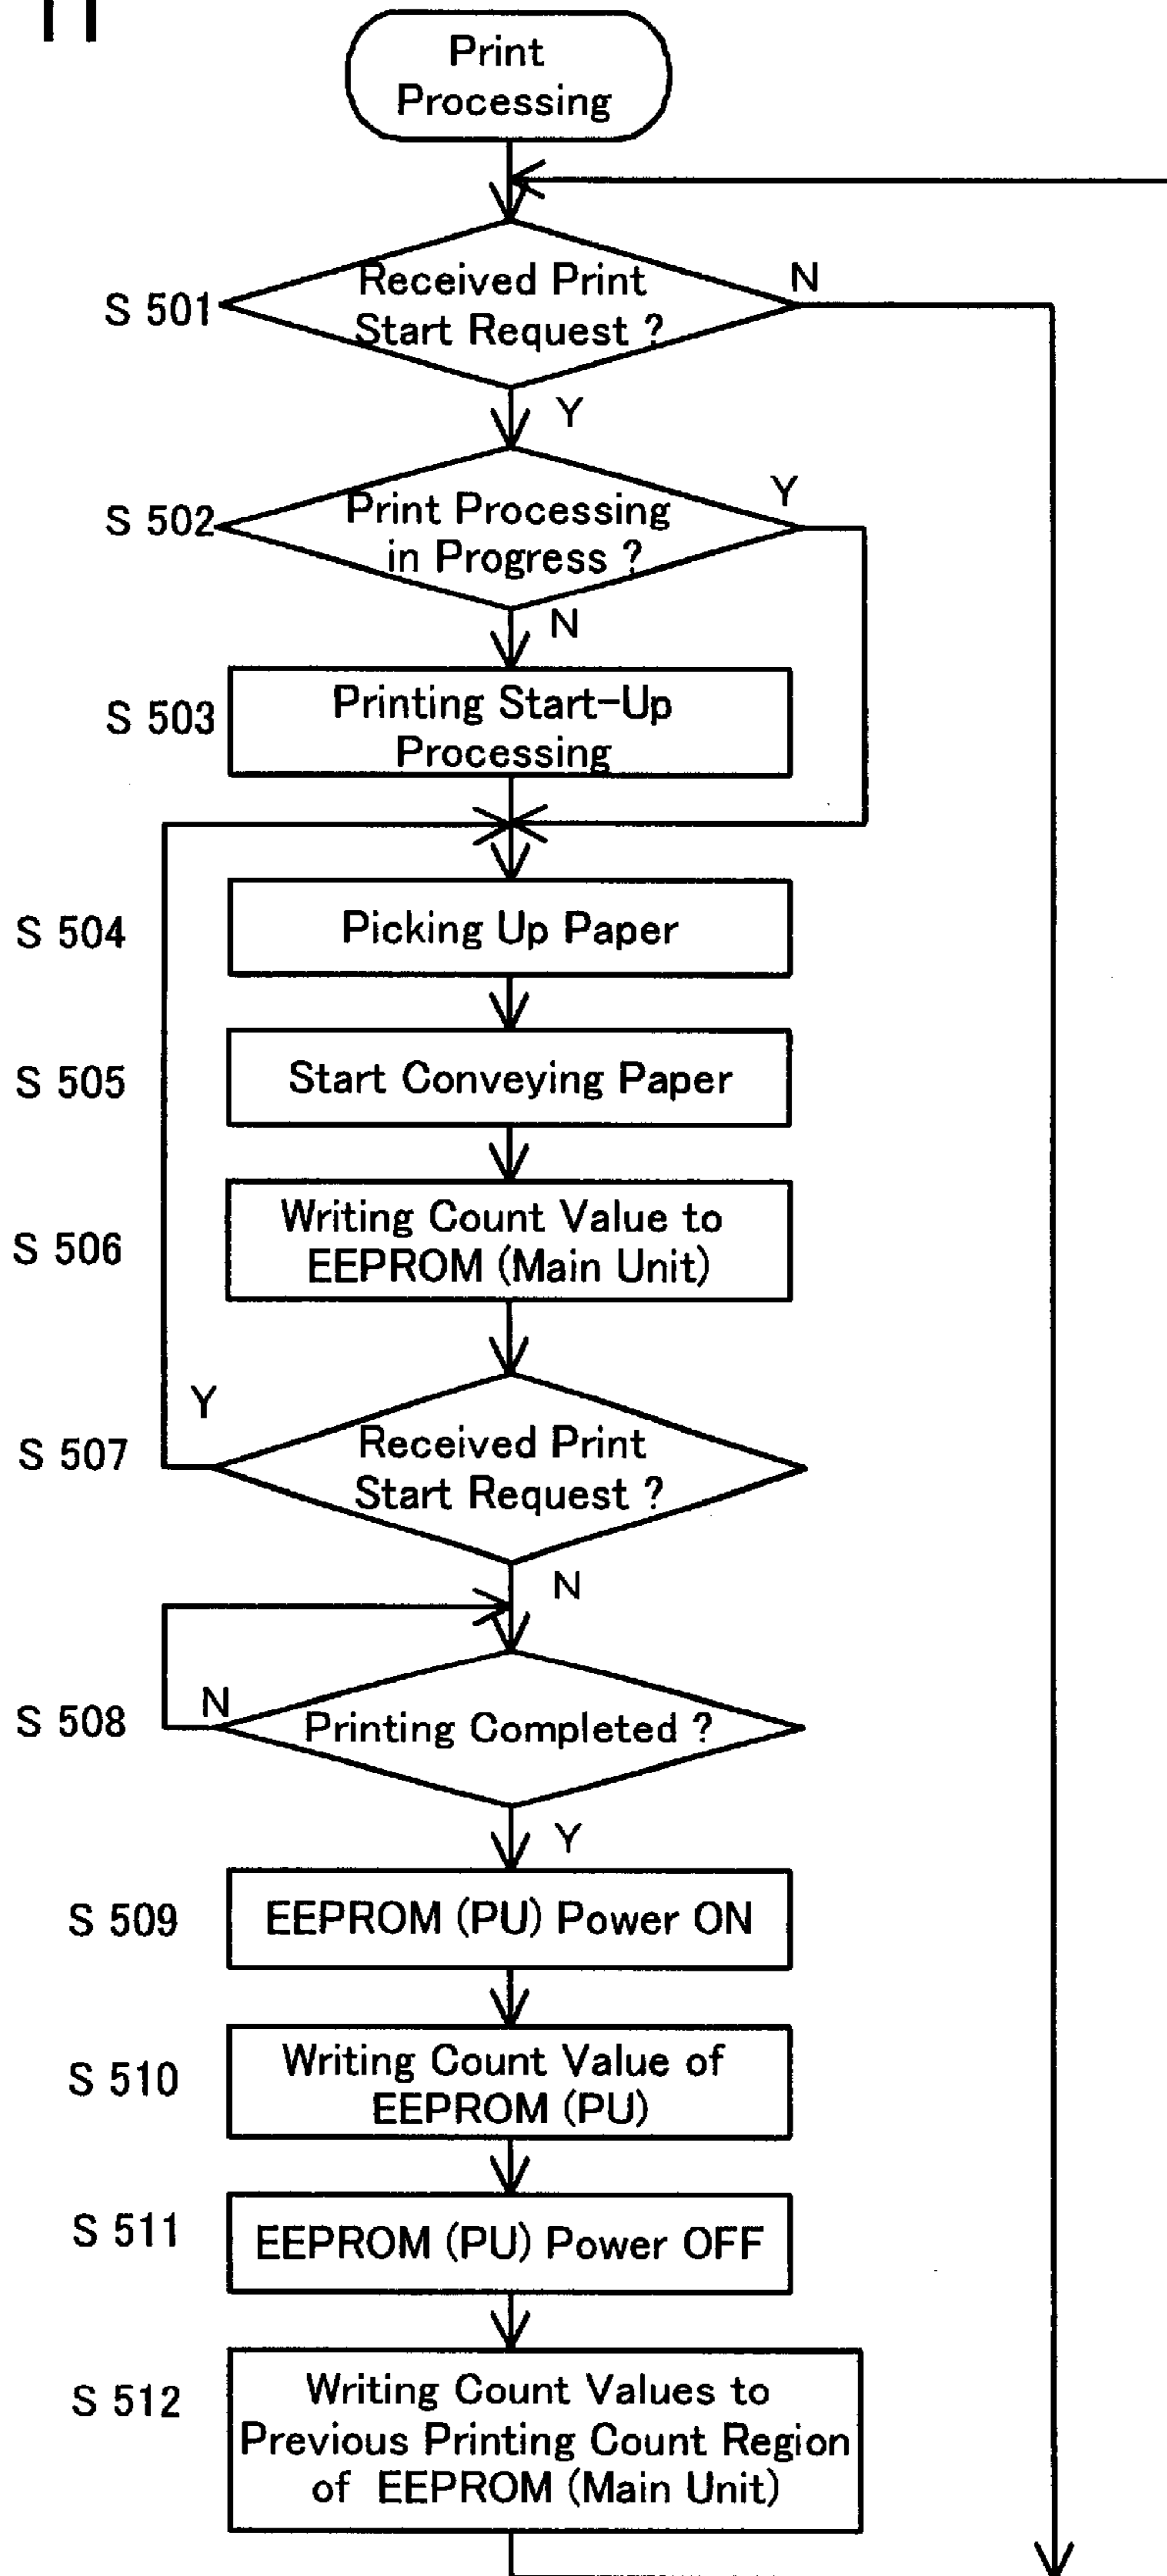 11
Print
Processing
Received Print
Start Request ?
N
S 501
Y
Print Processing
in Progress ?
Y
S 502
N
Printing Start-Up
Processing
S 503
Picking Up Paper
S 504
Start Conveying Paper
S 505
Writing Count Value to
EEPROM (Main Unit)
S 506
Y
Received Print
Start Request ?
S 507
N
N
Printing Completed ?
S 508
Y
EEPROM (PU) Power ON
S 509
Writing Count Value of
EEPROM (PU)
S 510
EEPROM (PU) Power OFF
S 511
Writing Count Values to
Previous Printing Count Region
of EEPROM (Main Unit)
S 512